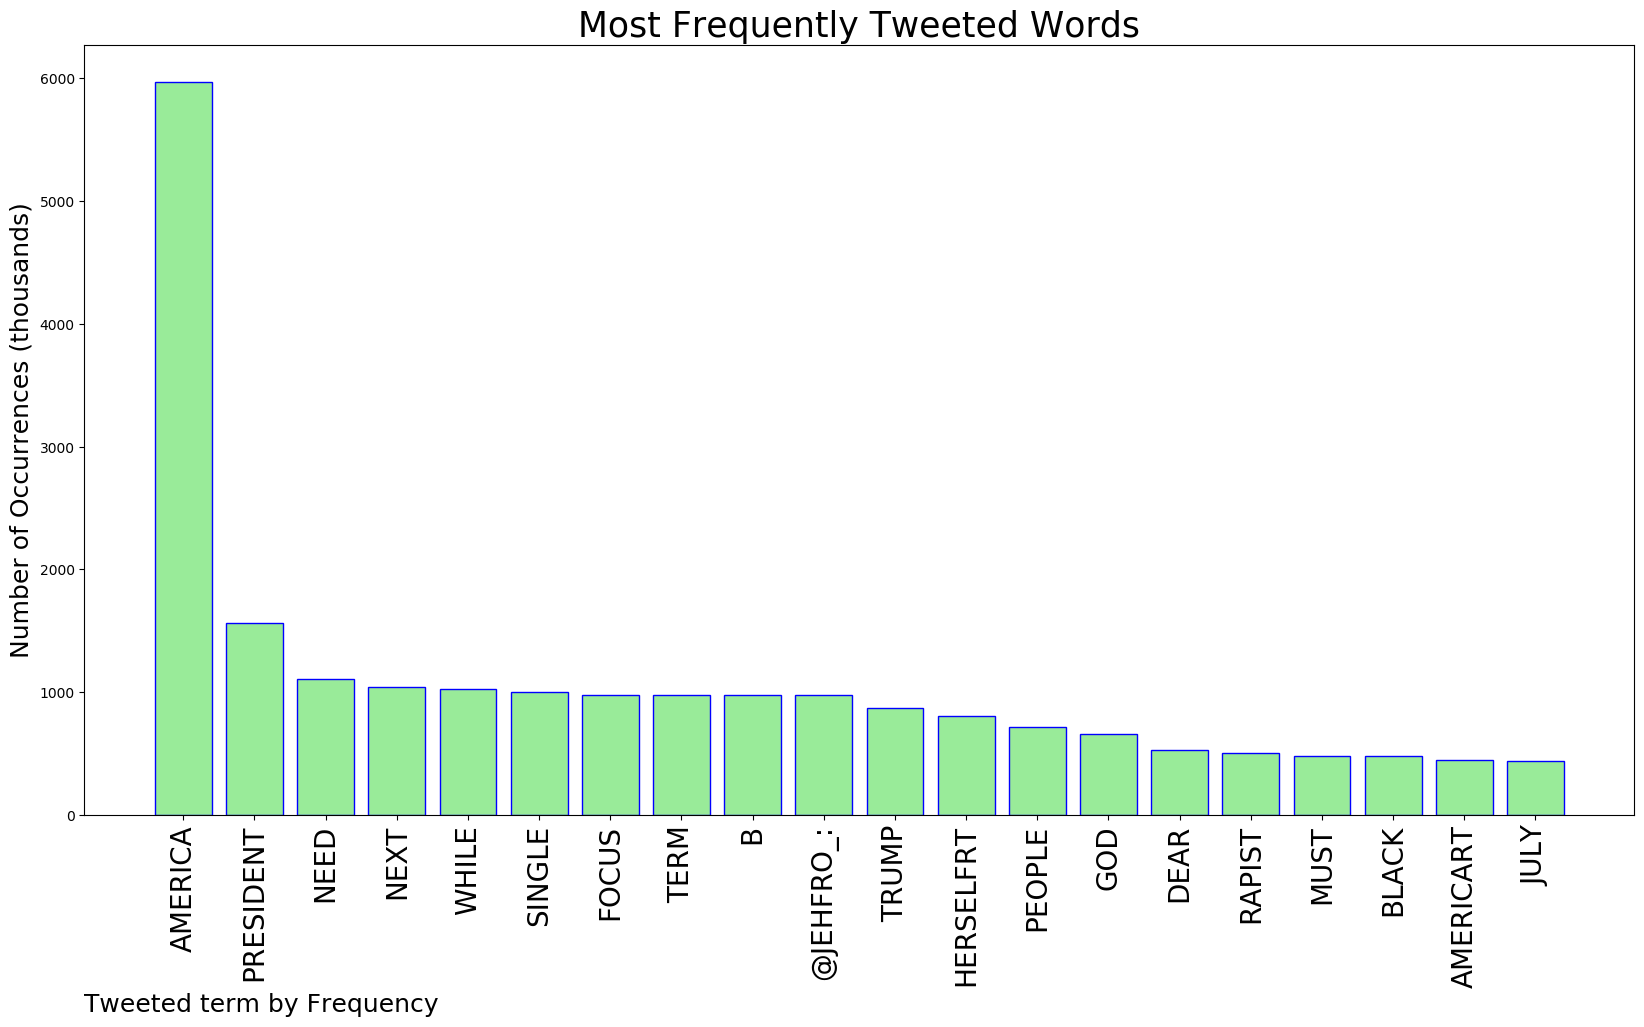 Most Frequently Tweeted Words
Number of Occurrences (thousands)
6000
5000
4000
3000
2000
1000
0
AMERICA
PRESIDENT
NEED
NEXT
WHILE
SINGLE
FOCUS
TERM
B
@JEHFRO_:
TRUMP
HERSELFRT
PEOPLE
GOD
DEAR
RAPIST
MUST
BLACK
AMERICART
JULY
Tweeted term by Frequency